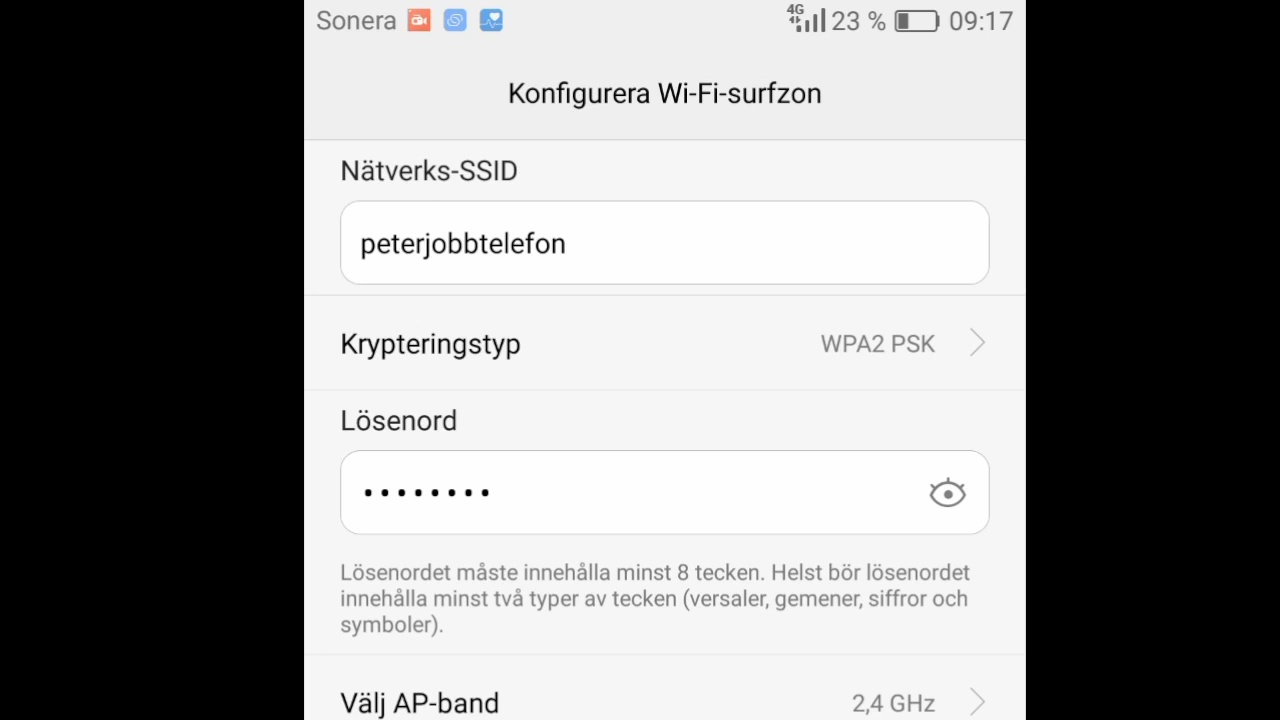 Sonera 4G 23 % 09:17
Konfigurera Wi-Fi-surfzon
Nätverks-SSID
peterjobbtelefon
Krypteringstyp WPA2 PSK
Lösenord
••••••••
Lösenordet måste innehålla minst 8 tecken. Helst bör lösenordet
innehålla minst två typer av tecken (versaler, gemener, siffror och
symboler).
Välj AP-band 2,4 GHz